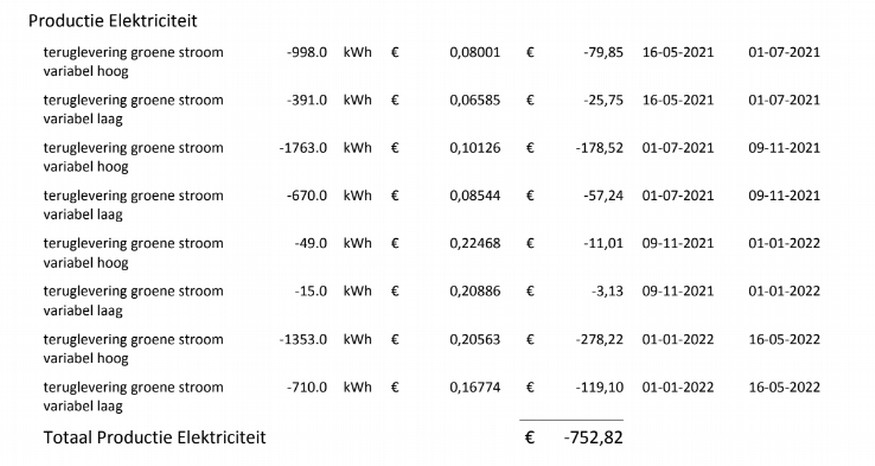 Productie Elektriciteit
teruglevering groene stroom -998.0 kWh € 0,08001 € -79,85 16-05-2021 01-07-2021
variabel hoog
teruglevering groene stroom -391.0 kWh € 0,06585 € -25,75 16-05-2021 01-07-2021
variabel laag
teruglevering groene stroom -1763.0 kWh € 0,10126 € -178,52 01-07-2021 09-11-2021
variabel hoog
teruglevering groene stroom -670.0 kWh € 0,08544 € -57,24 01-07-2021 09-11-2021
variabel laag
teruglevering groene stroom -49.0 kWh € 0,22468 € -11,01 09-11-2021 01-01-2022
variabel hoog
teruglevering groene stroom -15.0 kWh € 0,20886 € -3,13 09-11-2021 01-01-2022
variabel laag
teruglevering groene stroom -1353.0 kWh € 0,20563 € -278,22 01-01-2022 16-05-2022
variabel hoog
teruglevering groene stroom -710.0 kWh € 0,16774 € -119,10 01-01-2022 16-05-2022
variabel laag
Totaal Productie Elektriciteit € -752,82